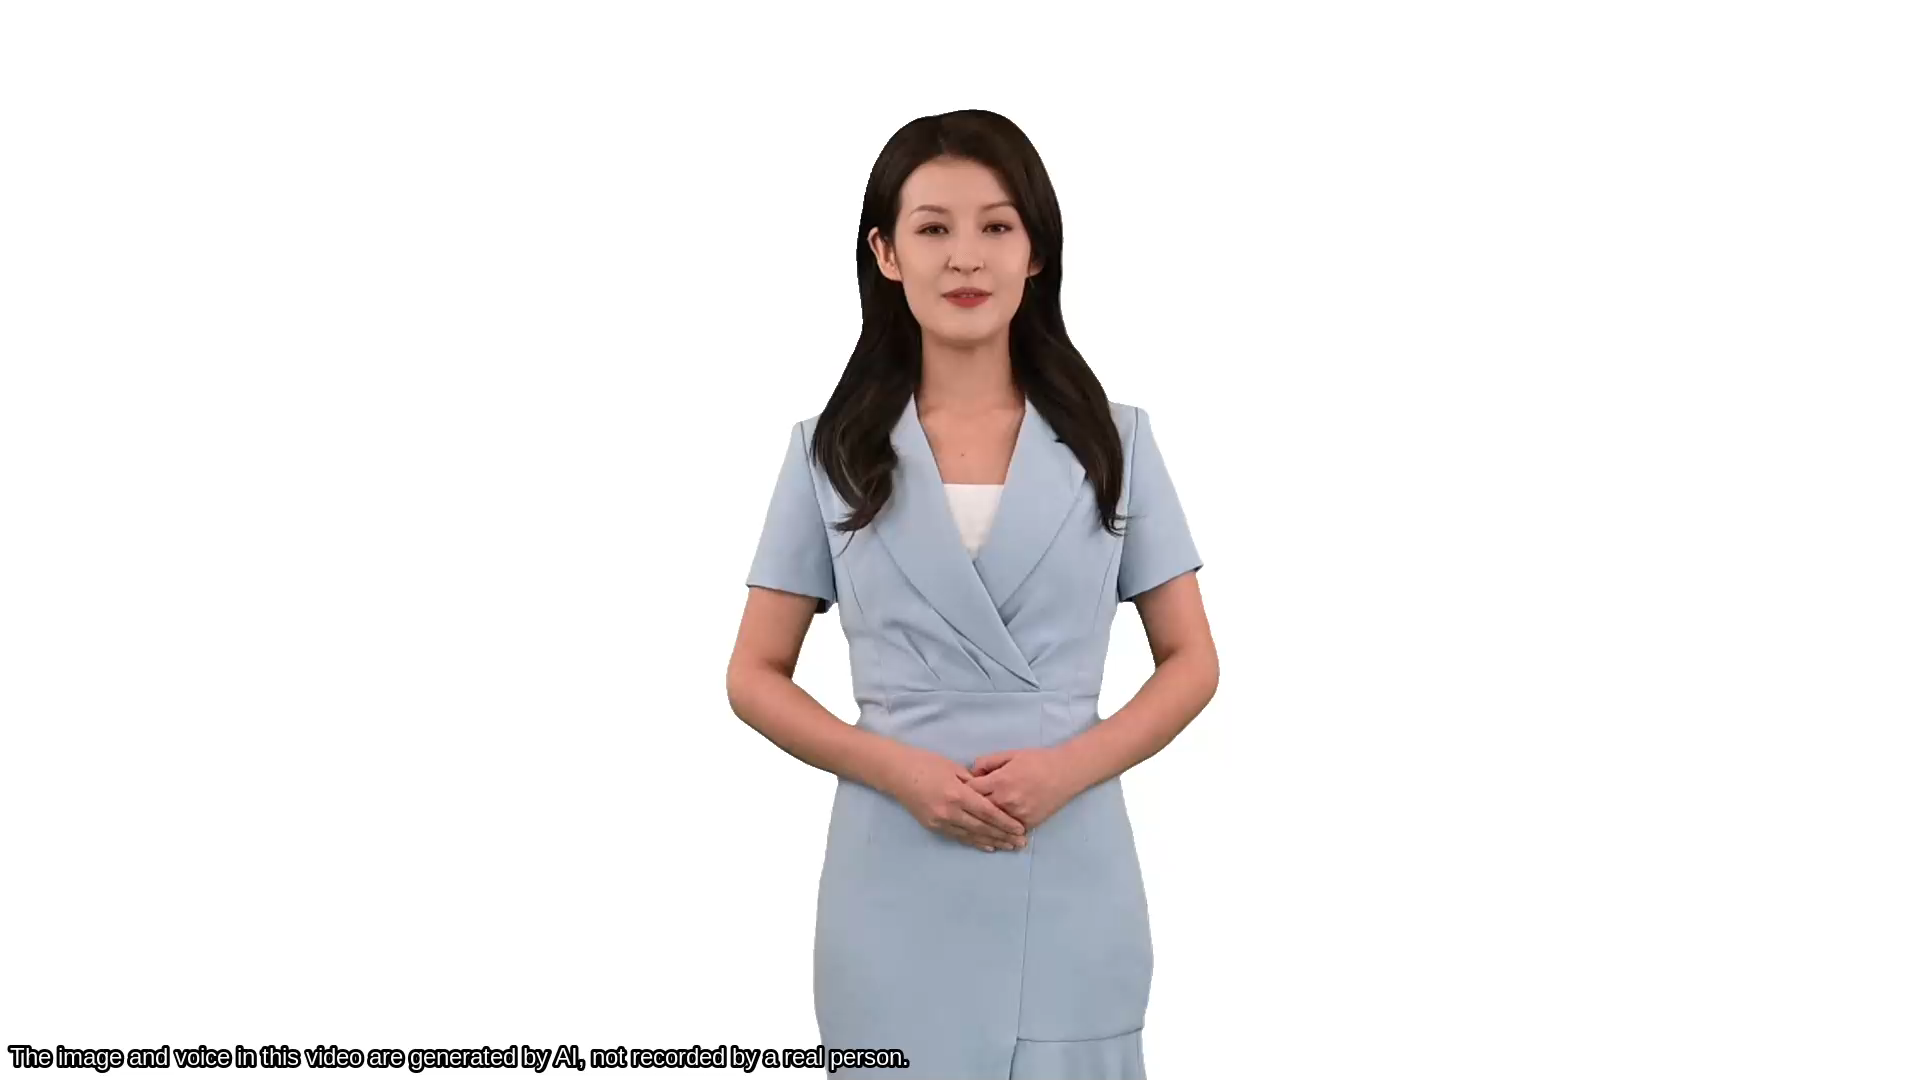 The image and voice in this video are generated by AI, not recorded by a real person.